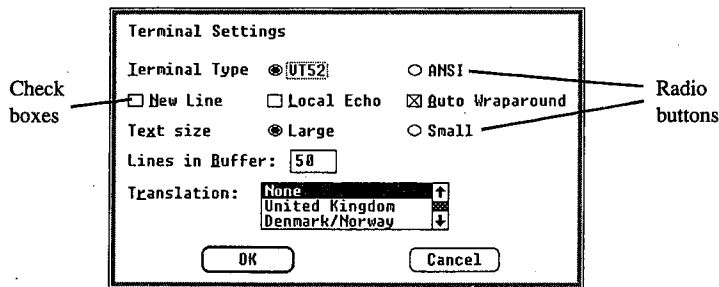 Terminal Settings
Terminal Type VT52 ANSI
Check boxes
New Line Local Echo Auto Wraparound
Radio buttons
Text size Large Small
Lines in Buffer: 50
Translation: None
United Kingdom
Denmark/Norway
OK Cancel